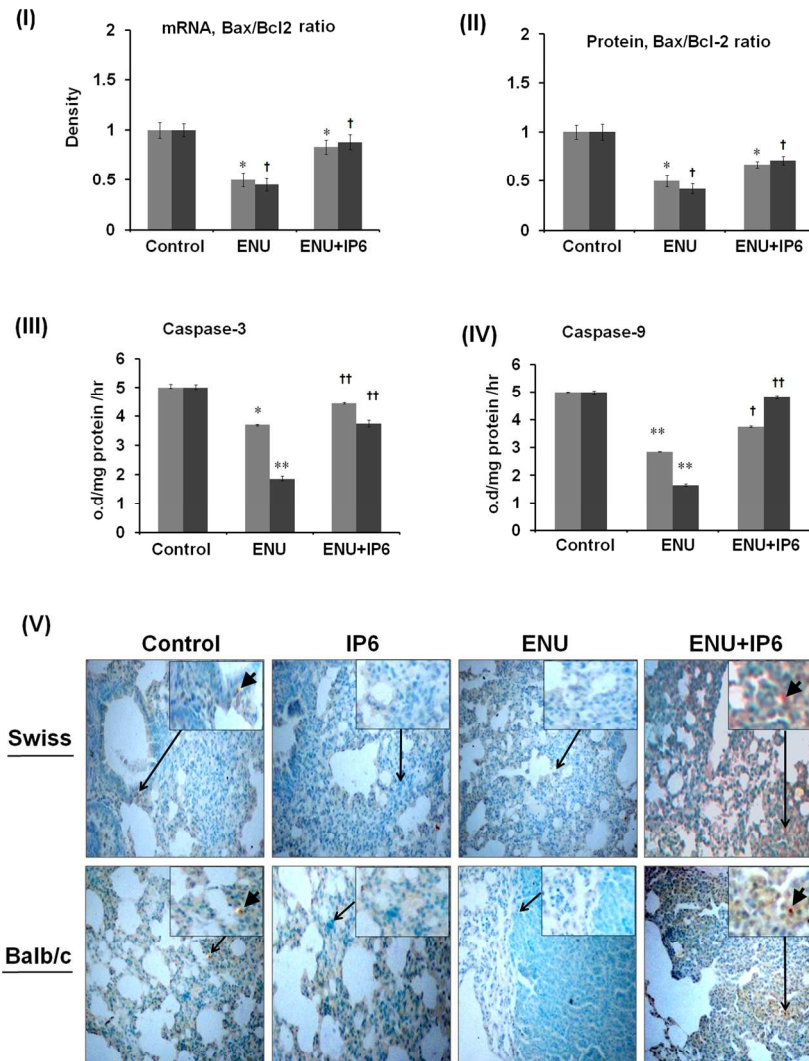 (I)
mRNA, Bax/Bcl2 ratio
Density
2
1.5
1
0.5
0
*
†
*
†
Control ENU ENU+IP6
(II)
Protein, Bax/Bcl-2 ratio
2
1.5
1
0.5
0
*
†
*
†
Control ENU ENU+IP6
(III)
Caspase-3
o.d/mg protein /hr
6
5
4
3
2
1
0
*
**
††
††
Control ENU ENU+IP6
(IV)
Caspase-9
o.d/mg protein /hr
6
5
4
3
2
1
0
**
**
†
††
Control ENU ENU+IP6
(V)
Control IP6 ENU ENU+IP6
Swiss
Balb/c